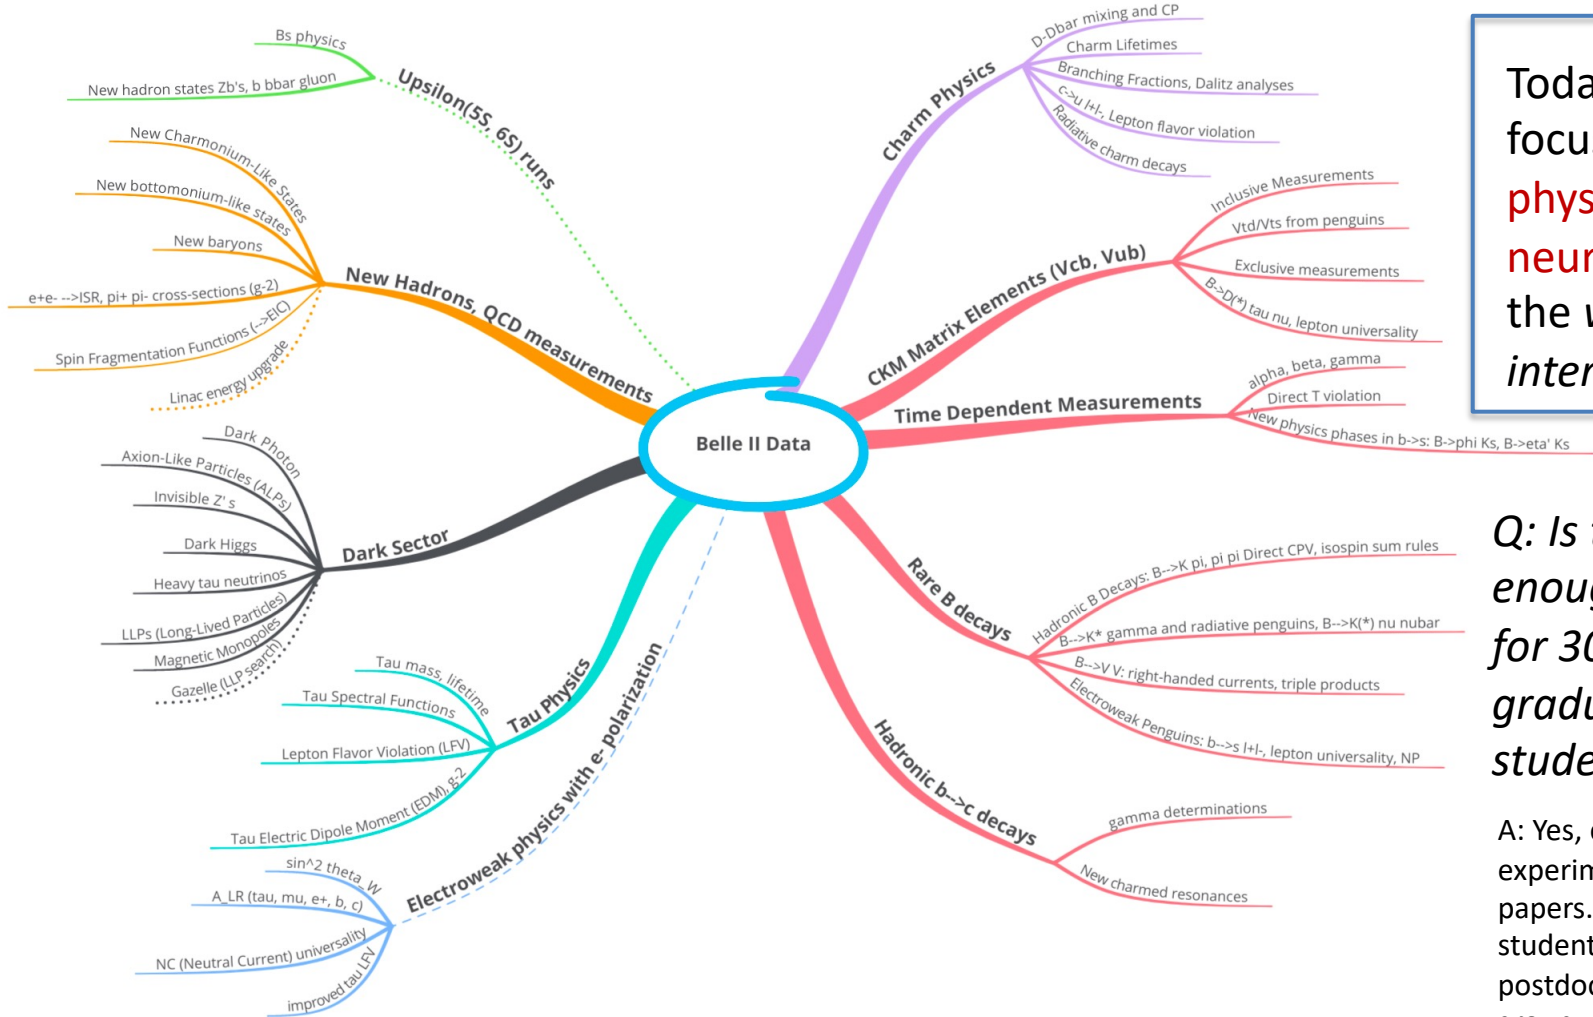 Bs physics
New hadron states Zb's, b bbar gluon
Upsilon(5S, 6S) runs
New Charmonium-Like States
New bottomonium-like states
New baryons
e+e- -->ISR, pi+ pi- cross-sections (g-2)
Spin Fragmentation Functions (-->EIC)
Linac energy upgrade
New Hadrons, QCD measurements
Dark Photon
Axion-Like Particles (ALPs)
Invisible Z' s
Dark Higgs
Heavy tau neutrinos
LLPs (Long-Lived Particles)
Magnetic Monopoles
Gazelle (LLP search)
Dark Sector
Tau mass, lifetime
Tau Spectral Functions
Lepton Flavor Violation (LFV)
Tau Electric Dipole Moment (EDM), g-2
Tau Physics
sin^2 theta_W
A_LR (tau, mu, e+, b, c)
NC (Neutral Current) universality
improved tau LFV
Electroweak physics with e- polarization
Belle II Data
Charm Physics
D-Dbar mixing and CP
Charm Lifetimes
Branching Fractions, Dalitz analyses
c->u l+l-, Lepton flavor violation
Radiative charm decays
CKM Matrix Elements (Vcb, Vub)
Inclusive Measurements
Vtd/Vts from penguins
Exclusive measurements
B->D(*) tau nu, lepton universality
Time Dependent Measurements
alpha, beta, gamma
Direct T violation
New physics phases in b->s: B->phi Ks, B->eta' Ks
Rare B decays
Hadronic B Decays: B-->K pi, pi pi Direct CPV, isospin sum rules
B-->K* gamma and radiative penguins, B-->K(*) nu nubar
B-->V V: right-handed currents, triple products
Electroweak Penguins: b-->s l+l-, lepton universality, NP
Hadronic b-->c decays
gamma determinations
New charmed resonances
Toda
focus
phys
neur
the
inter
Q: Is
enoug
for 30
gradu
stude
A: Yes,
experim
papers.
student
postdoc